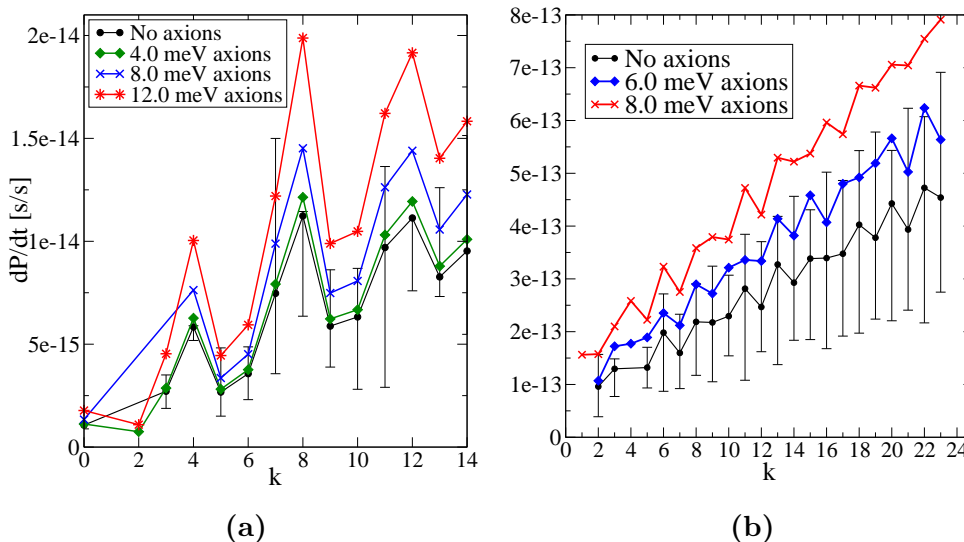 No axions
4.0 meV axions
8.0 meV axions
12.0 meV axions
dP/dt [s/s]
2e-14
1.5e-14
1e-14
5e-15
0
0 2 4 6 8 10 12 14
k
(a)
No axions
6.0 meV axions
8.0 meV axions
8e-13
7e-13
6e-13
5e-13
4e-13
3e-13
2e-13
1e-13
0
0 2 4 6 8 10 12 14 16 18 20 22 24
k
(b)